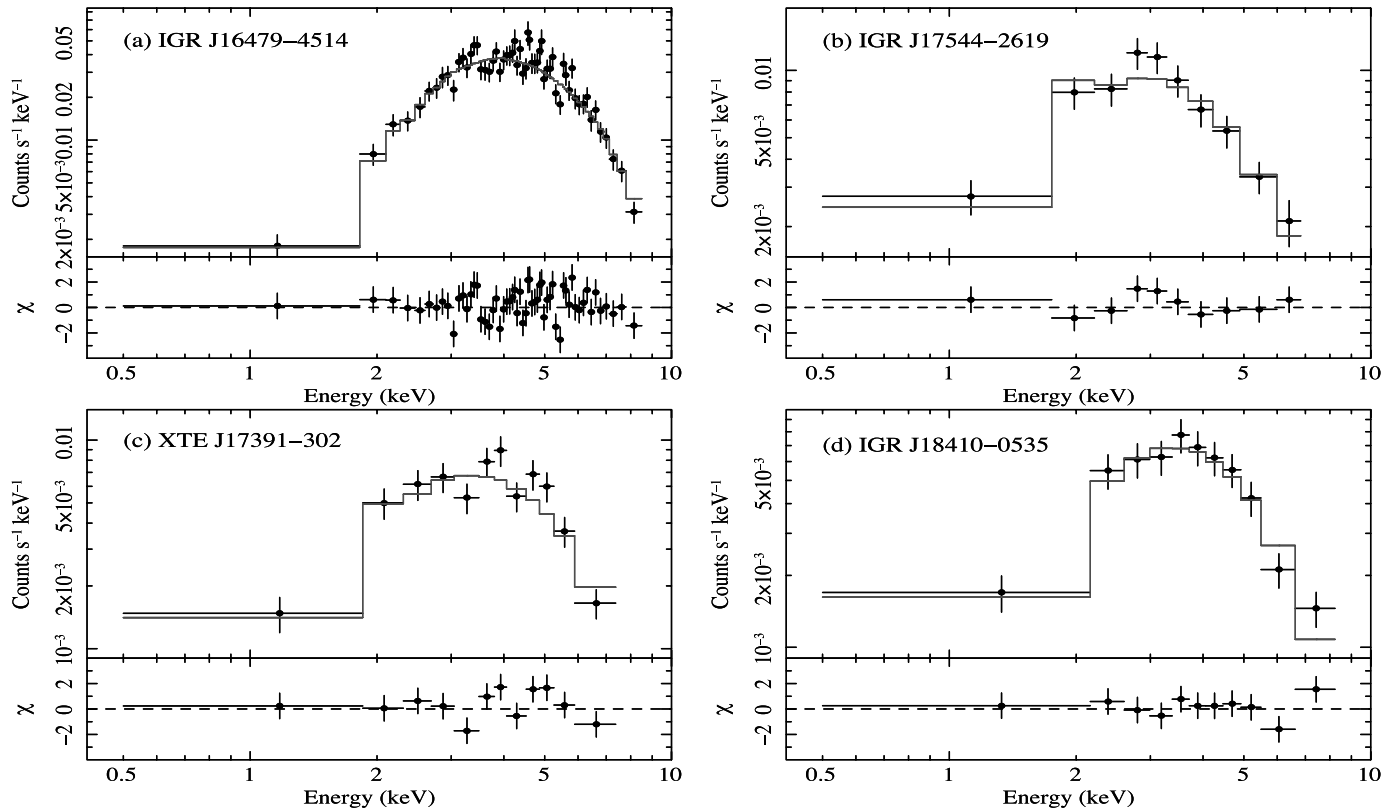 (a) IGR J16479−4514
Counts s⁻¹ keV⁻¹
0.05
0.02
0.01
5×10⁻³
2×10⁻³
χ
2
0
−2
0.5 1 2 5 10
Energy (keV)
(b) IGR J17544−2619
Counts s⁻¹ keV⁻¹
0.01
5×10⁻³
2×10⁻³
χ
2
0
−2
0.5 1 2 5 10
Energy (keV)
(c) XTE J17391−302
Counts s⁻¹ keV⁻¹
0.01
5×10⁻³
2×10⁻³
10⁻³
χ
2
0
−2
0.5 1 2 5 10
Energy (keV)
(d) IGR J18410−0535
Counts s⁻¹ keV⁻¹
5×10⁻³
2×10⁻³
10⁻³
χ
2
0
−2
0.5 1 2 5 10
Energy (keV)